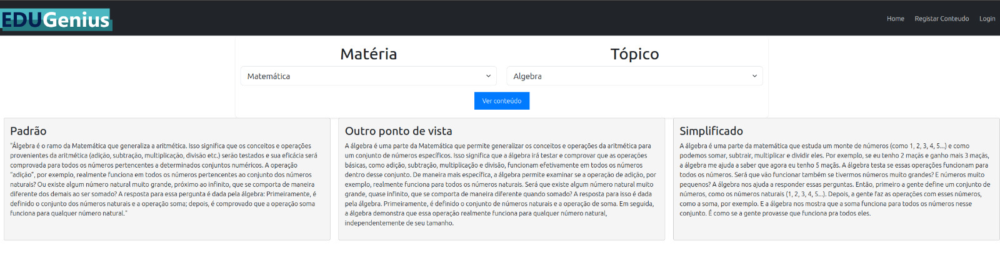 EDUGenius
Home
Registar Conteudo
Login
Matéria
Tópico
Matemática
Algebra
Ver conteúdo
Padrão
"Álgebra é o ramo da Matemática que generaliza a aritmética. Isso significa que os conceitos e operações
provenientes da aritmética (adição, subtração, multiplicação, divisão etc.) serão testados e sua eficácia será
comprovada para todos os números pertencentes a determinados conjuntos numéricos. A operação
"adição", por exemplo, realmente funciona em todos os números pertencentes ao conjunto dos números
naturais? Ou existe algum número natural muito grande, próximo ao infinito, que se comporta de maneira
diferente dos demais ao ser somado? A resposta para essa pergunta é dada pela álgebra: Primeiramente, é
definido o conjunto dos números naturais e a operação soma; depois, é comprovado que a operação soma
funciona para qualquer número natural."
Outro ponto de vista
A álgebra é uma parte da Matemática que permite generalizar os conceitos e operações da aritmética para
um conjunto de números específicos. Isso significa que a álgebra irá testar e comprovar que as operações
básicas, como adição, subtração, multiplicação e divisão, funcionam efetivamente em todos os números
dentro desse conjunto. De maneira mais específica, a álgebra permite examinar se a operação de adição, por
exemplo, realmente funciona para todos os números naturais. Será que existe algum número natural muito
grande, quase infinito, que se comporta de maneira diferente quando somado? A resposta para isso é dada
pela álgebra. Primeiramente, é definido o conjunto de números naturais e a operação de soma. Em seguida,
a álgebra demonstra que essa operação realmente funciona para qualquer número natural,
independentemente de seu tamanho.
Simplificado
A álgebra é uma parte da matemática que estuda um monte de números (como 1, 2, 3, 4, 5...) e como
podemos somar, subtrair, multiplicar e dividir eles. Por exemplo, se eu tenho 2 maçãs e ganho mais 3 maçãs,
a álgebra me ajuda a saber que agora eu tenho 5 maçãs. A álgebra testa se essas operações funcionam para
todos os números. Será que vão funcionar também se tivermos números muito grandes? E números muito
pequenos? A álgebra nos ajuda a responder essas perguntas. Então, primeiro a gente define um conjunto de
números, como os números naturais (1, 2, 3, 4, 5...). Depois, a gente faz as operações com esses números,
como a soma, por exemplo. E a álgebra nos mostra que a soma funciona para todos os números nesse
conjunto. É como se a gente provasse que funciona pra todos eles.